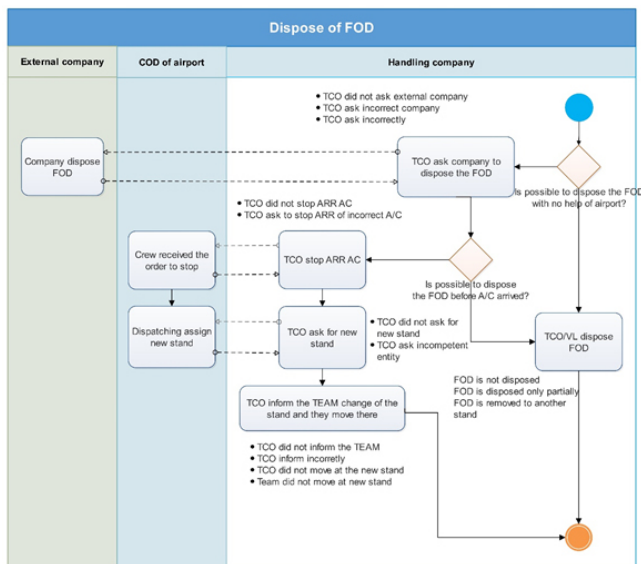 Dispose of FOD
External company
COD of airport
Handling company
• TCO did not ask external company
• TCO ask incorrect company
• TCO ask incorrectly
Company dispose
FOD
TCO ask company to
dispose the FOD
Is possible to dispose the FOD
with no help of airport?
• TCO did not stop ARR AC
• TCO ask to stop ARR of incorrect A/C
Crew received the
order to stop
TCO stop ARR AC
Is possible to dispose
the FOD before A/C arrived?
Dispatching assign
new stand
TCO ask for new
stand
• TCO did not ask for
new stand
• TCO ask incompetent
entity
TCO/VL dispose
FOD
FOD is not disposed
FOD is disposed only partially
FOD is removed to another
stand
TCO inform the TEAM change of the
stand and they move there
• TCO did not inform the TEAM
• TCO inform incorrectly
• TCO did not move at the new stand
• Team did not move at new stand